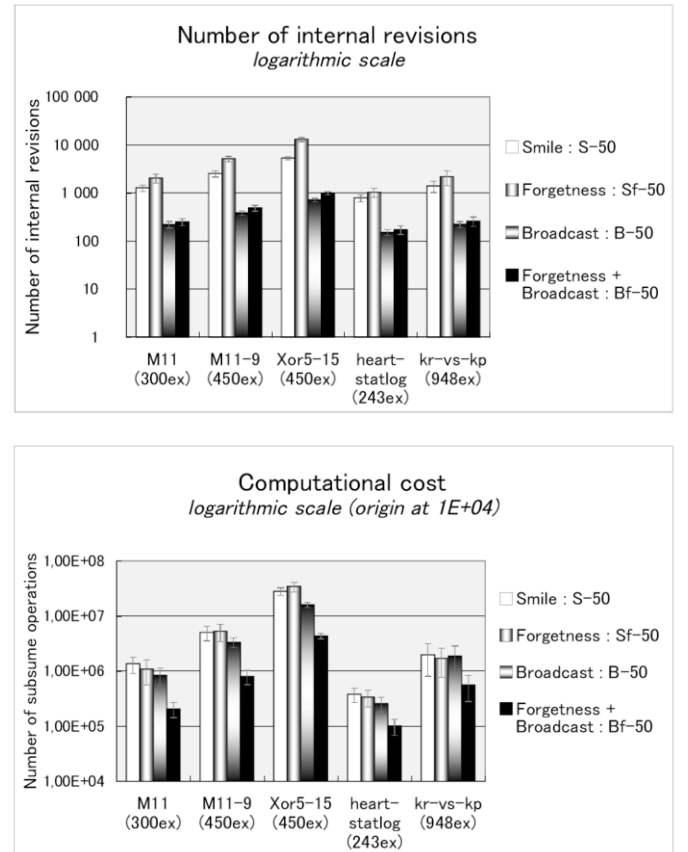 Number of internal revisions
logarithmic scale
Number of internal revisions
100 000
10 000
1 000
100
10
1
M11
(300ex)
M11-9
(450ex)
Xor5-15
(450ex)
heart-
statlog
(243ex)
kr-vs-kp
(948ex)
Smile : S-50
Forgetness : Sf-50
Broadcast : B-50
Forgetness +
Broadcast : Bf-50
Computational cost
logarithmic scale (origin at 1E+04)
Number of subsume operations
1,00E+08
1,00E+07
1,00E+06
1,00E+05
1,00E+04
M11
(300ex)
M11-9
(450ex)
Xor5-15
(450ex)
heart-
statlog
(243ex)
kr-vs-kp
(948ex)
Smile : S-50
Forgetness : Sf-50
Broadcast : B-50
Forgetness +
Broadcast : Bf-50